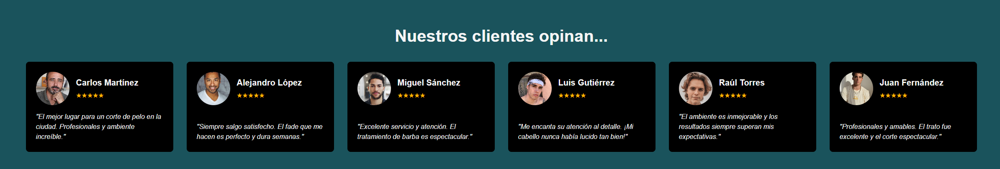 Nuestros clientes opinan...
Carlos Martínez
★★★★★
"El mejor lugar para un corte de pelo en la
ciudad. Profesionales y ambiente
increíble."
Alejandro López
★★★★★
"Siempre salgo satisfecho. El fade que me
hacen es perfecto y dura semanas."
Miguel Sánchez
★★★★★
"Excelente servicio y atención. El
tratamiento de barba es espectacular."
Luis Gutiérrez
★★★★★
"Me encanta su atención al detalle. ¡Mi
cabello nunca había lucido tan bien!"
Raúl Torres
★★★★★
"El ambiente es inmejorable y los
resultados siempre superan mis
expectativas."
Juan Fernández
★★★★★
"Profesionales y amables. El trato fue
excelente y el corte espectacular."